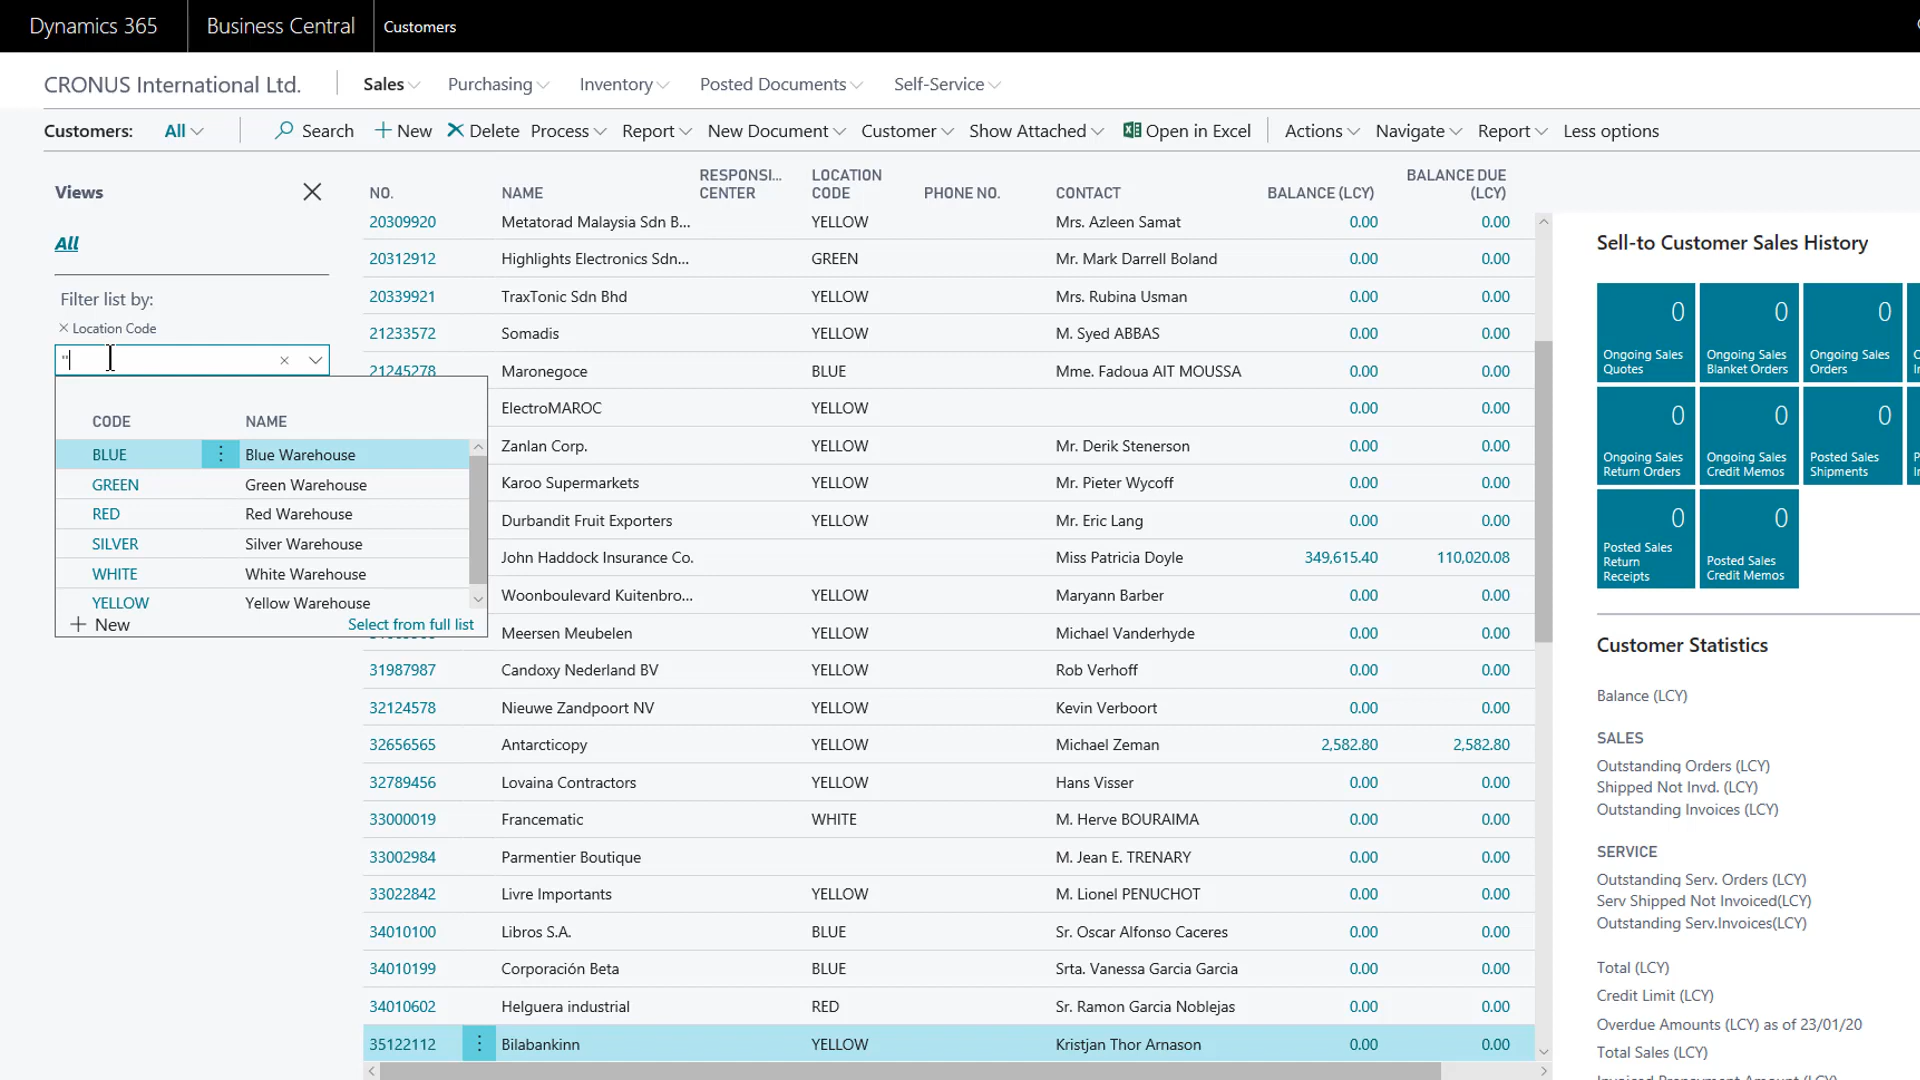 Dynamics 365 Business Central Customers
CRONUS International Ltd. Sales Purchasing Inventory Posted Documents Self-Service
Customers: All Search + New Delete Process Report New Document Customer Show Attached Open in Excel Actions Navigate Report Less options
Views
All
Filter list by:
× Location Code
"
CODE NAME
BLUE Blue Warehouse
GREEN Green Warehouse
RED Red Warehouse
SILVER Silver Warehouse
WHITE White Warehouse
YELLOW Yellow Warehouse
+ New Select from full list
NO. NAME RESPONSI... CENTER LOCATION CODE PHONE NO. CONTACT BALANCE (LCY) BALANCE DUE (LCY)
20309920 Metatorad Malaysia Sdn B... YELLOW Mrs. Azleen Samat 0.00 0.00
20312912 Highlights Electronics Sdn... GREEN Mr. Mark Darrell Boland 0.00 0.00
20339921 TraxTonic Sdn Bhd YELLOW Mrs. Rubina Usman 0.00 0.00
21233572 Somadis YELLOW M. Syed ABBAS 0.00 0.00
21245278 Maronegoce BLUE Mme. Fadoua AIT MOUSSA 0.00 0.00
ElectroMAROC YELLOW 0.00 0.00
Zanlan Corp. YELLOW Mr. Derik Stenerson 0.00 0.00
Karoo Supermarkets YELLOW Mr. Pieter Wycoff 0.00 0.00
Durbandit Fruit Exporters YELLOW Mr. Eric Lang 0.00 0.00
John Haddock Insurance Co. Miss Patricia Doyle 349,615.40 110,020.08
Woonboulevard Kuitenbro... YELLOW Maryann Barber 0.00 0.00
Meersen Meubelen YELLOW Michael Vanderhyde 0.00 0.00
31987987 Candoxy Nederland BV YELLOW Rob Verhoff 0.00 0.00
32124578 Nieuwe Zandpoort NV YELLOW Kevin Verboort 0.00 0.00
32656565 Antarcticopy YELLOW Michael Zeman 2,582.80 2,582.80
32789456 Lovaina Contractors YELLOW Hans Visser 0.00 0.00
33000019 Francematic WHITE M. Herve BOURAIMA 0.00 0.00
33002984 Parmentier Boutique M. Jean E. TRENARY 0.00 0.00
33022842 Livre Importants YELLOW M. Lionel PENUCHOT 0.00 0.00
34010100 Libros S.A. BLUE Sr. Oscar Alfonso Caceres 0.00 0.00
34010199 Corporación Beta BLUE Srta. Vanessa Garcia Garcia 0.00 0.00
34010602 Helguera industrial RED Sr. Ramon Garcia Noblejas 0.00 0.00
35122112 Bilabankinn YELLOW Kristjan Thor Arnason 0.00 0.00
Sell-to Customer Sales History
0 0 0
Ongoing Sales Quotes Ongoing Sales Blanket Orders Ongoing Sales Orders
0 0 0
Ongoing Sales Return Orders Ongoing Sales Credit Memos Posted Sales Shipments
0 0
Posted Sales Return Receipts Posted Sales Credit Memos
Customer Statistics
Balance (LCY)
SALES
Outstanding Orders (LCY)
Shipped Not Invd. (LCY)
Outstanding Invoices (LCY)
SERVICE
Outstanding Serv. Orders (LCY)
Serv Shipped Not Invoiced(LCY)
Outstanding Serv.Invoices(LCY)
Total (LCY)
Credit Limit (LCY)
Overdue Amounts (LCY) as of 23/01/20
Total Sales (LCY)
Invoiced Prepayment Amount (LCY)